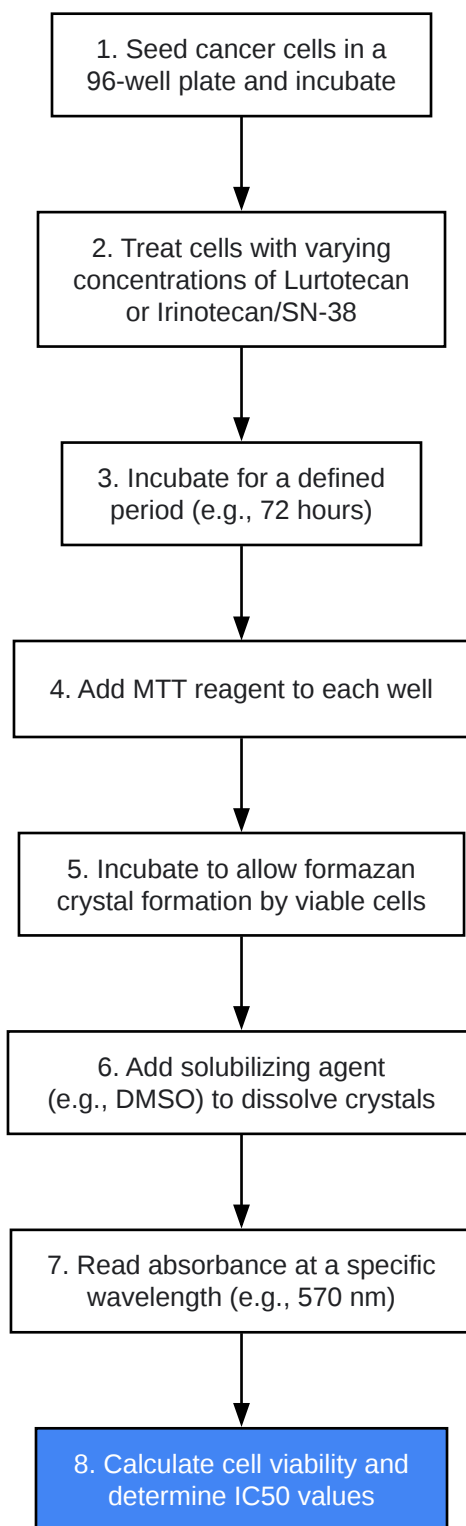 1. Seed cancer cells in a
96-well plate and incubate
2. Treat cells with varying
concentrations of Lurtotecan
or Irinotecan/SN-38
3. Incubate for a defined
period (e.g., 72 hours)
4. Add MTT reagent to each well
5. Incubate to allow formazan
crystal formation by viable cells
6. Add solubilizing agent
(e.g., DMSO) to dissolve crystals
7. Read absorbance at a specific
wavelength (e.g., 570 nm)
8. Calculate cell viability and
determine IC50 values